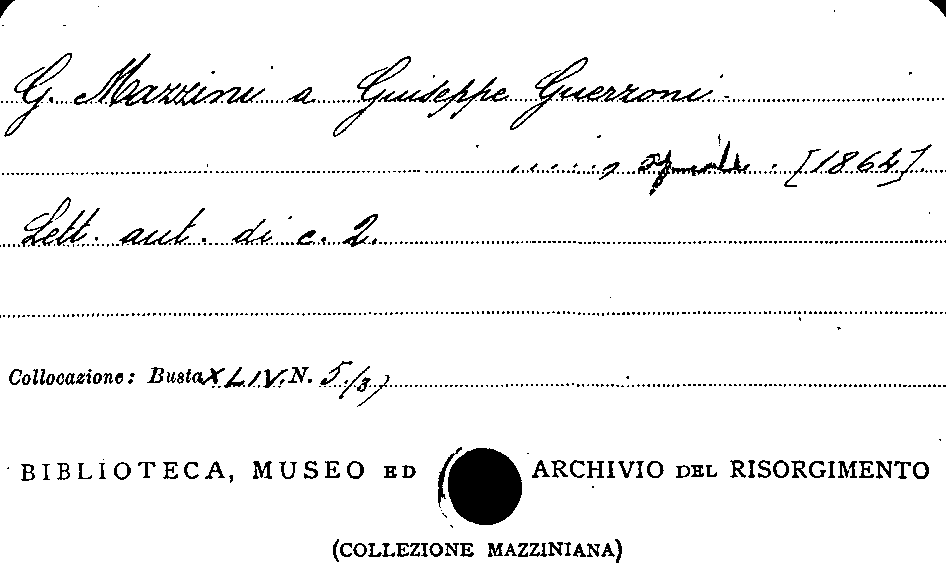 G. Mazzini a Giuseppe Guerzoni.
......, aprile . [1864].
Lett. aut. di c. 2.
Collocazione: Busta XLIV. N. 5/3)
BIBLIOTECA, MUSEO ED ARCHIVIO DEL RISORGIMENTO
(COLLEZIONE MAZZINIANA)